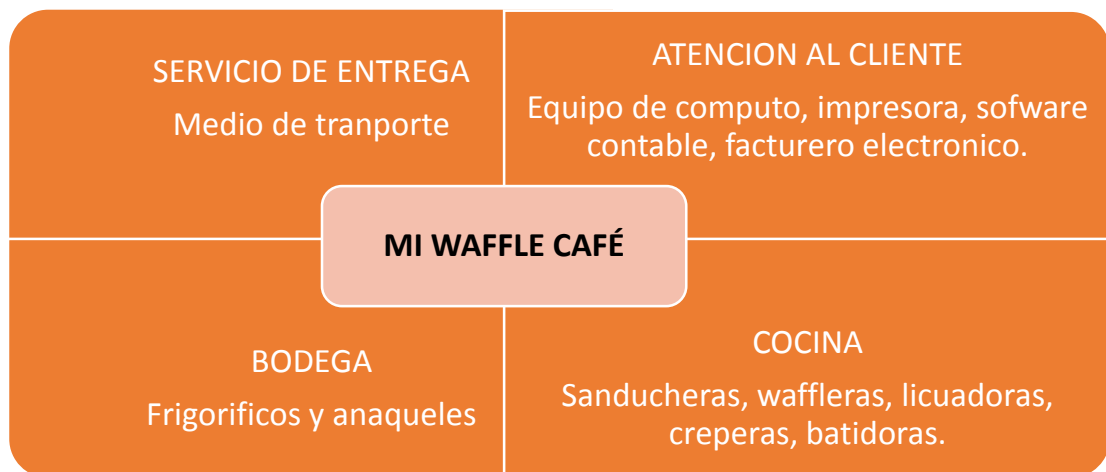 SERVICIO DE ENTREGA
Medio de tranporte
ATENCION AL CLIENTE
Equipo de computo, impresora, sofware
contable, facturero electronico.
MI WAFFLE CAFÉ
BODEGA
Frigorificos y anaqueles
COCINA
Sanducheras, waffleras, licuadoras,
creperas, batidoras.